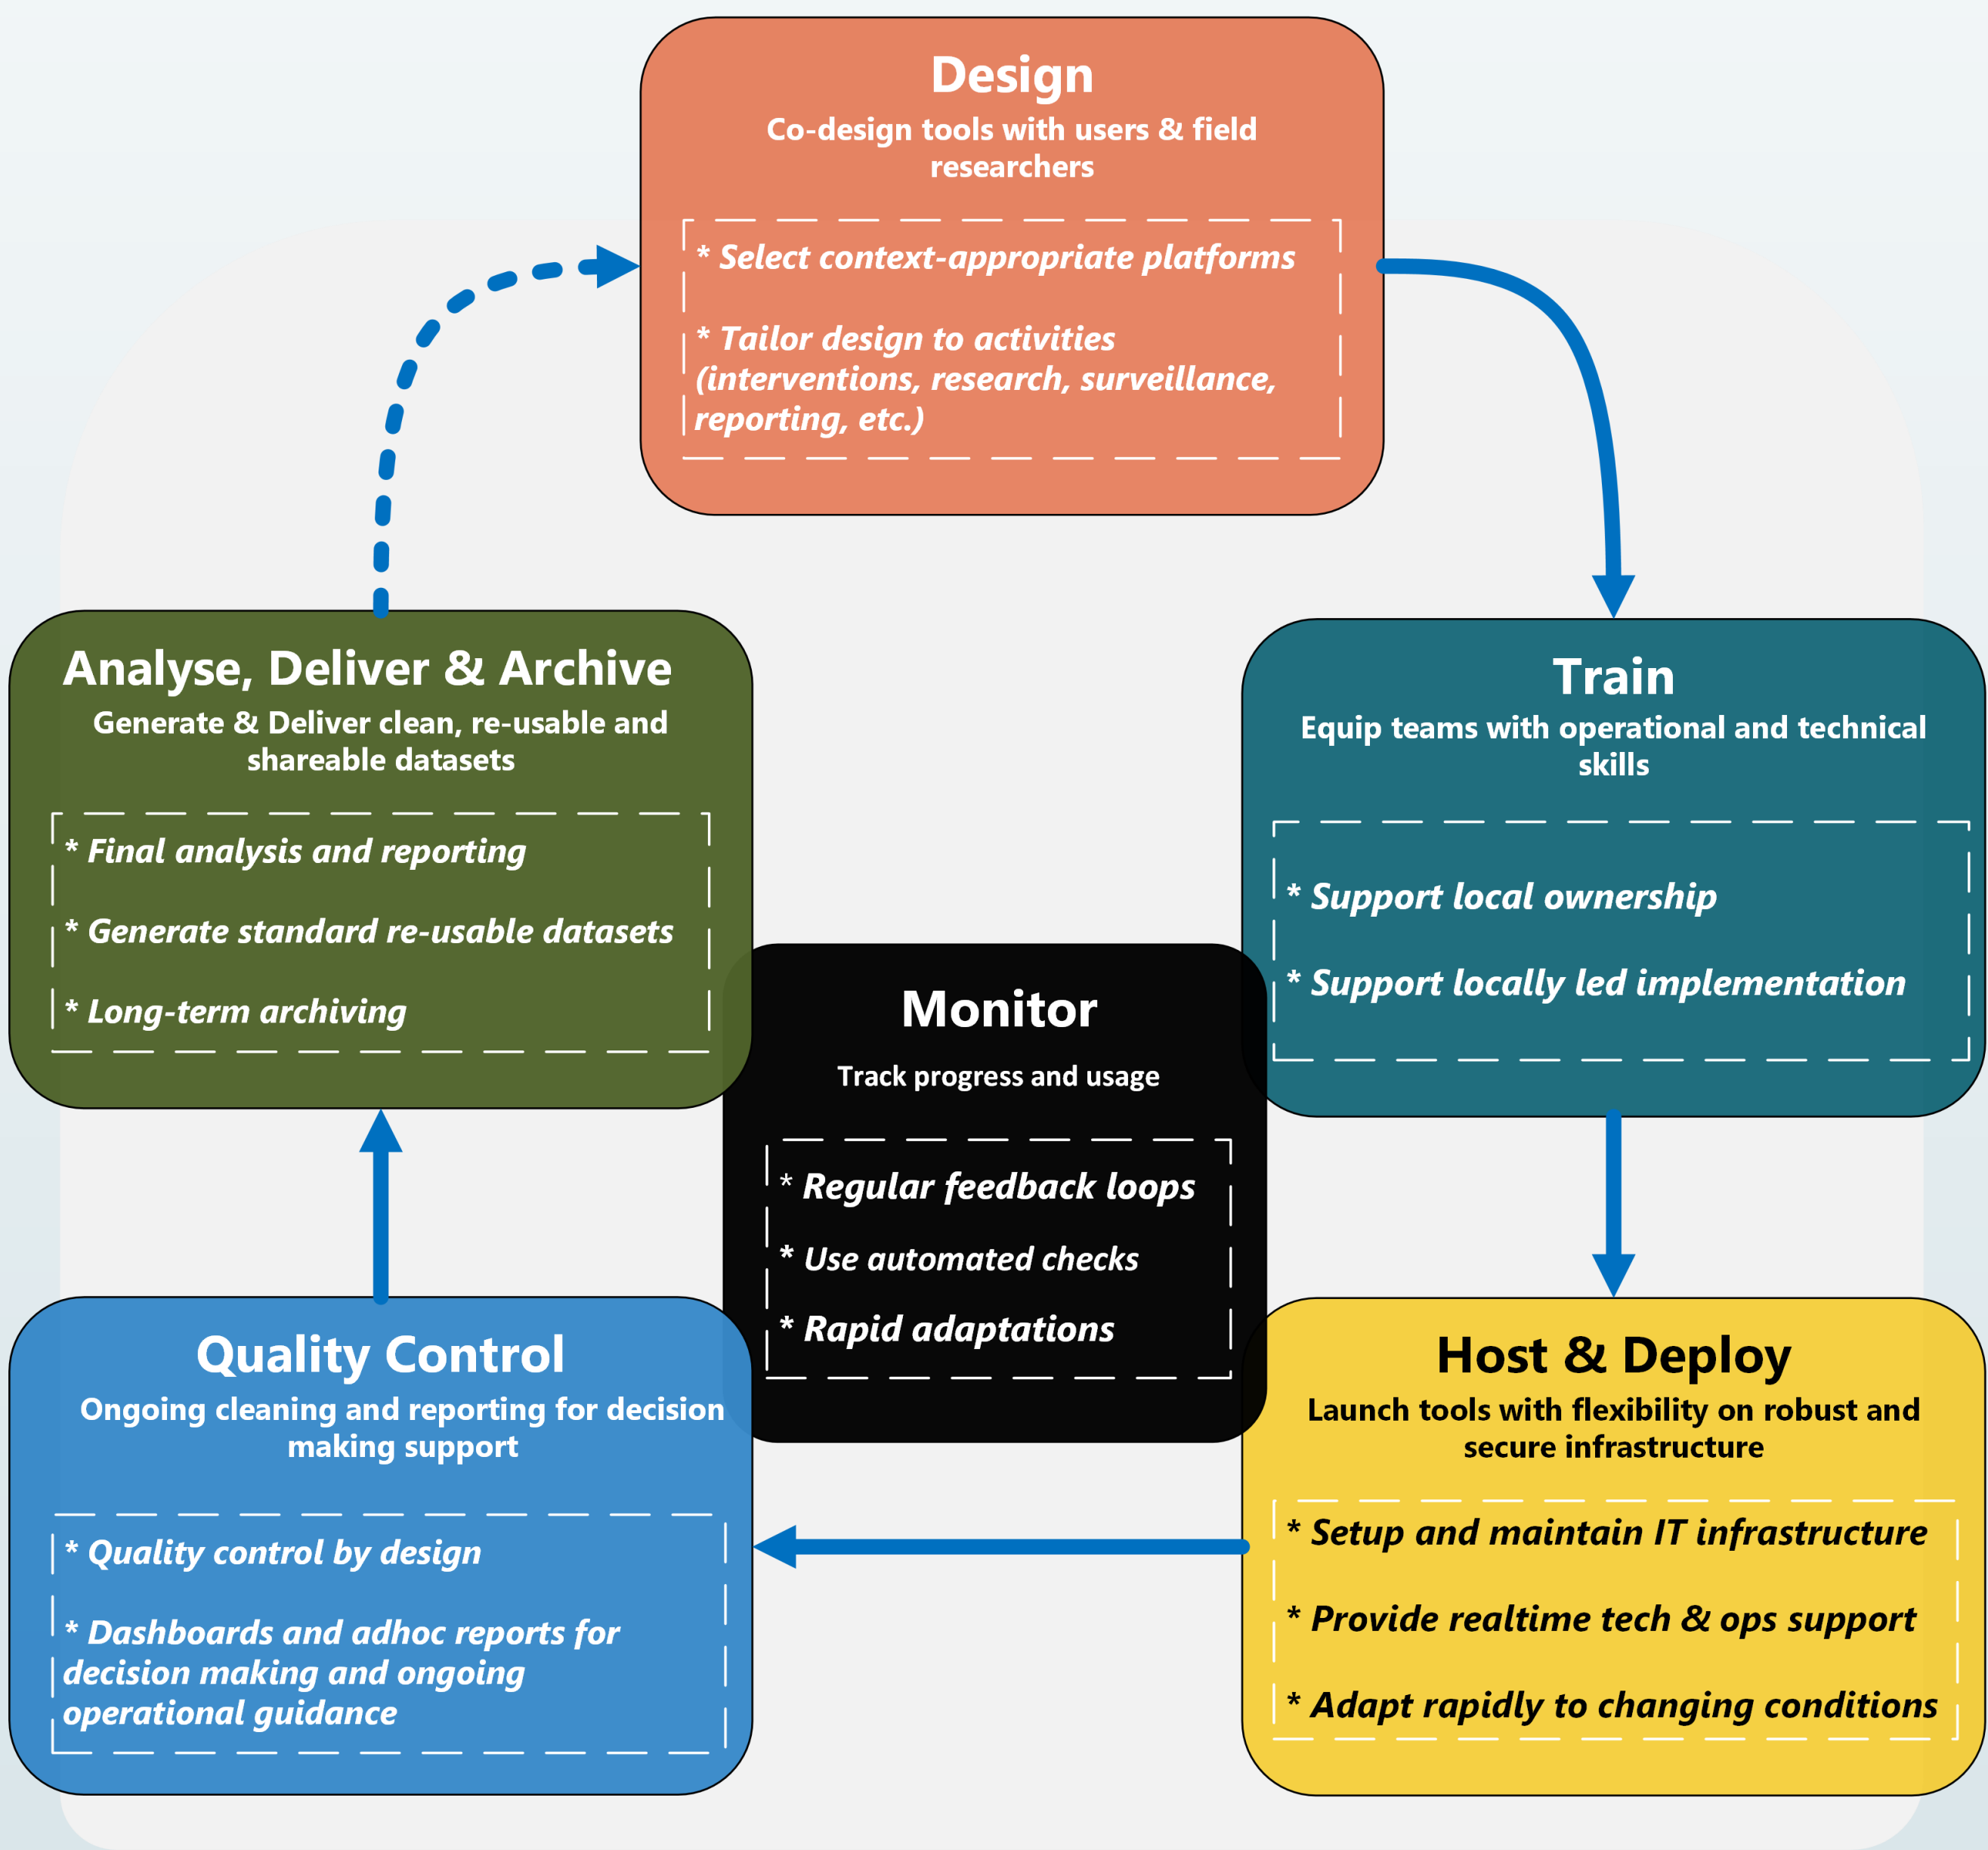 Design
Co-design tools with users & field
researchers
* Select context-appropriate platforms
* Tailor design to activities
(interventions, research, surveillance,
reporting, etc.)
Analyse, Deliver & Archive
Generate & Deliver clean, re-usable and
shareable datasets
* Final analysis and reporting
* Generate standard re-usable datasets
* Long-term archiving
Train
Equip teams with operational and technical
skills
* Support local ownership
* Support locally led implementation
Monitor
Track progress and usage
* Regular feedback loops
* Use automated checks
* Rapid adaptations
Quality Control
Ongoing cleaning and reporting for decision
making support
* Quality control by design
* Dashboards and adhoc reports for
decision making and ongoing
operational guidance
Host & Deploy
Launch tools with flexibility on robust and
secure infrastructure
* Setup and maintain IT infrastructure
* Provide realtime tech & ops support
* Adapt rapidly to changing conditions